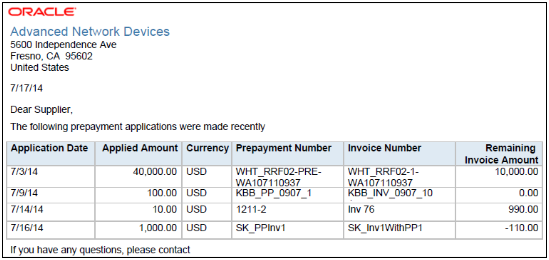 ORACLE
Advanced Network Devices
5600 Independence Ave
Fresno, CA 95602
United States
7/17/14
Dear Supplier,
The following prepayment applications were made recently
Application Date Applied Amount Currency Prepayment Number Invoice Number Remaining Invoice Amount
7/3/14 40,000.00 USD WHT_RRF02-PRE-WA107110937 WHT_RRF02-1-WA107110937 10,000.00
7/9/14 100.00 USD KBB_PP_0907_1 KBB_INV_0907_10 0.00
7/14/14 10.00 USD 1211-2 Inv 76 990.00
7/16/14 1,000.00 USD SK_PPInv1 SK_Inv1WithPP1 -110.00
If you have any questions, please contact